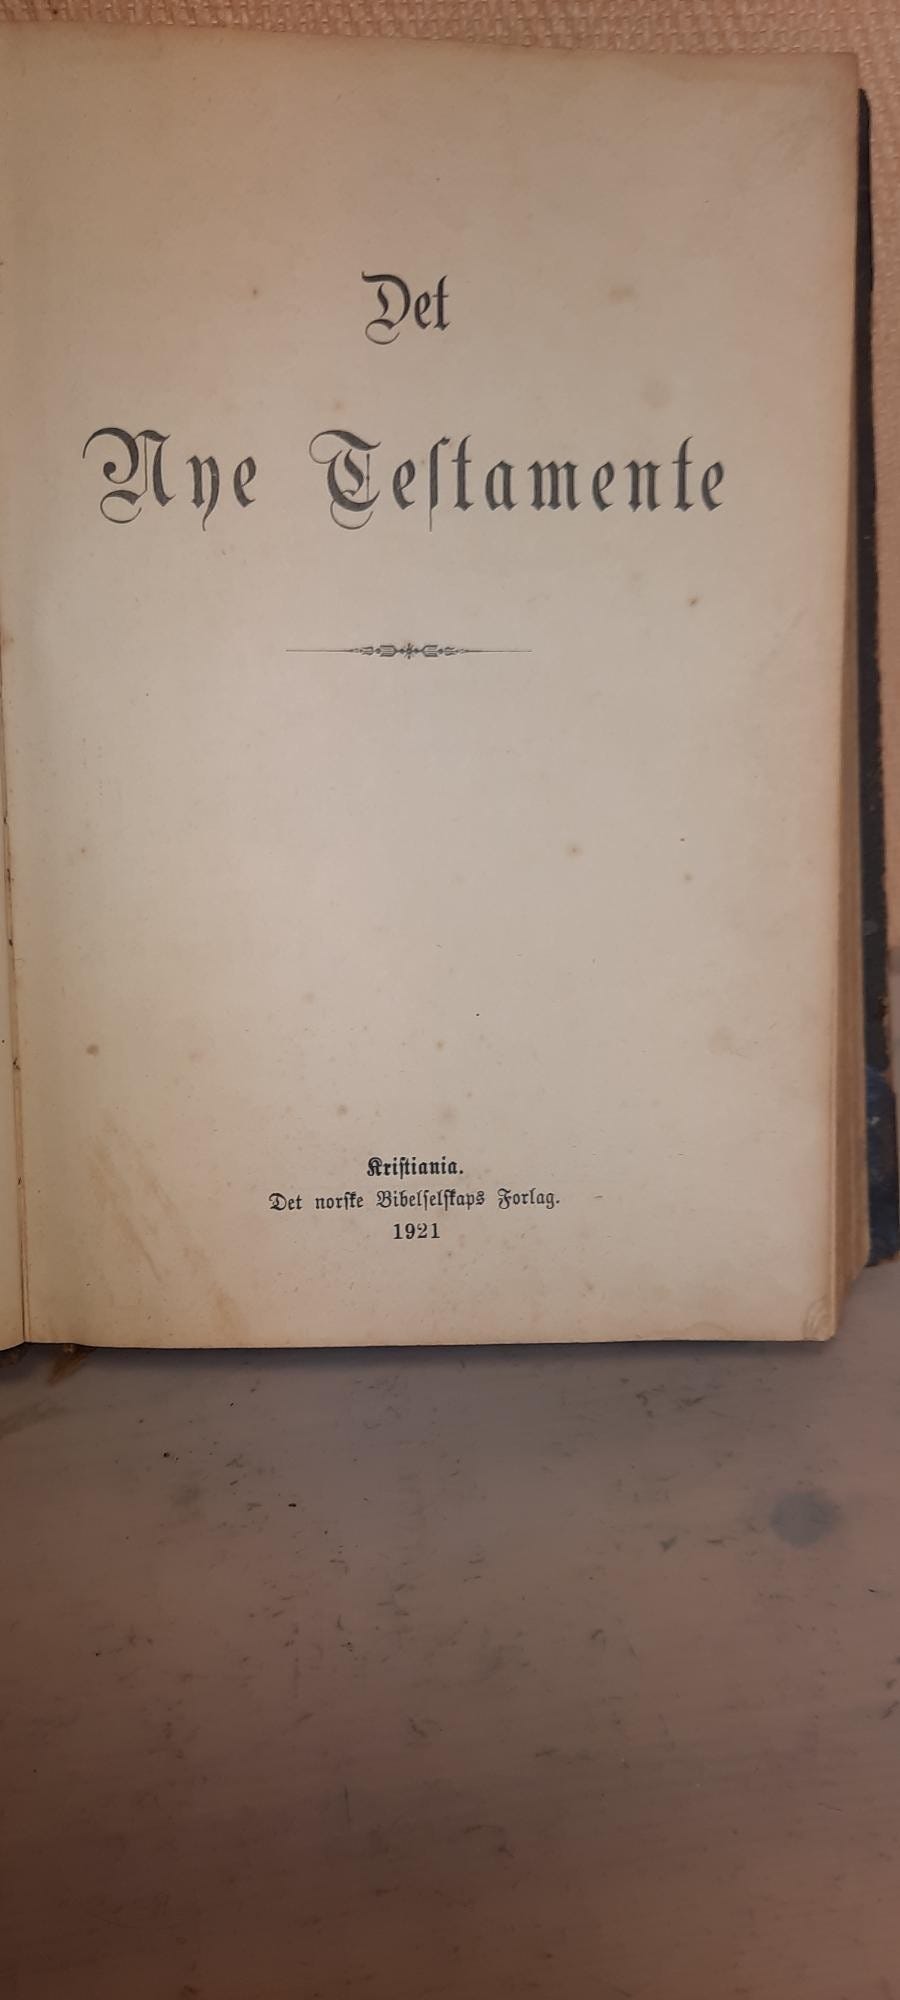 Det
Nye Testamente
Kristiania.
Det norske Bibelselskaps Forlag.
1921